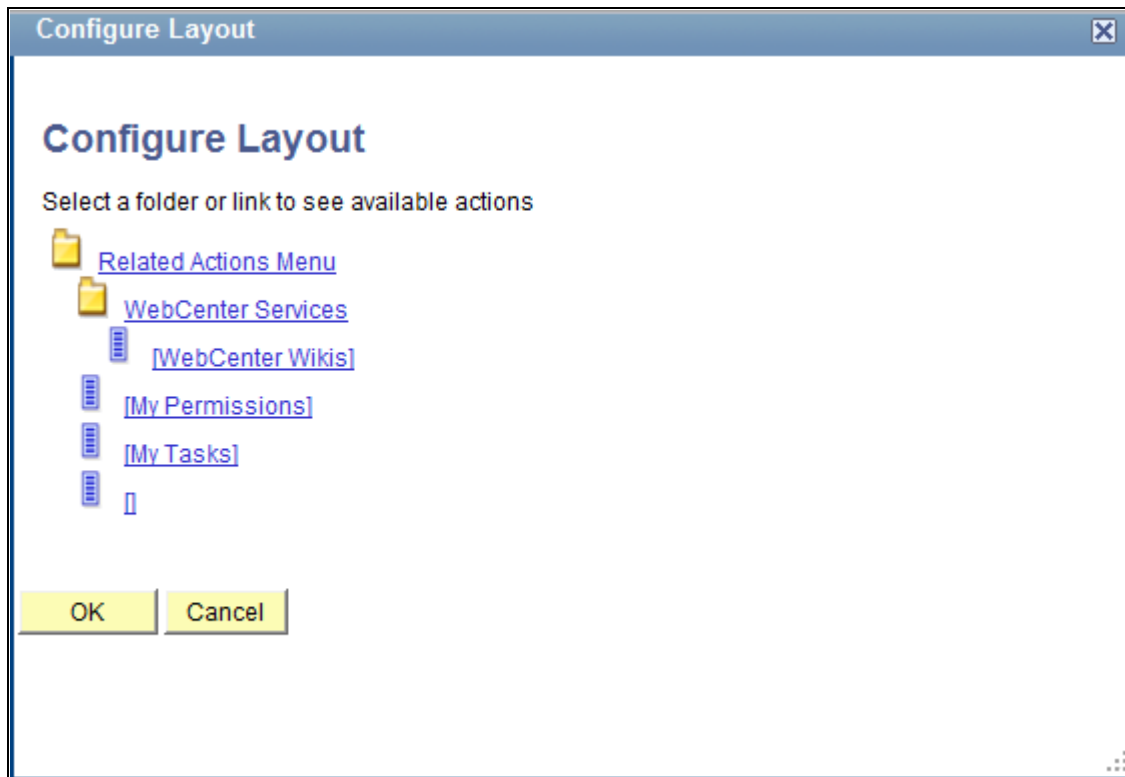 Configure Layout
Configure Layout
Select a folder or link to see available actions
Related Actions Menu
WebCenter Services
[WebCenter Wikis]
[My Permissions]
[My Tasks]
[]
OK
Cancel